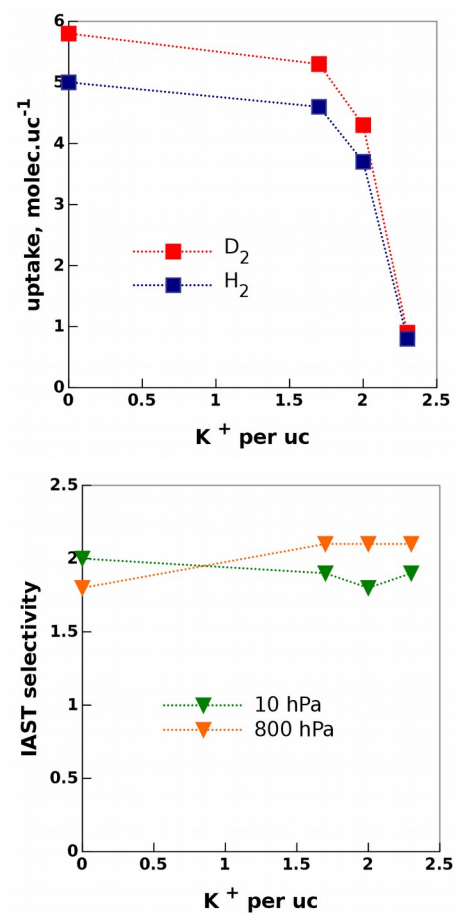 6
5
4
3
2
1
0
uptake, molec.uc-1
D2
H2
0 0.5 1 1.5 2 2.5
K + per uc
2.5
2
1.5
1
0.5
0
IAST selectivity
10 hPa
800 hPa
0 0.5 1 1.5 2 2.5
K + per uc